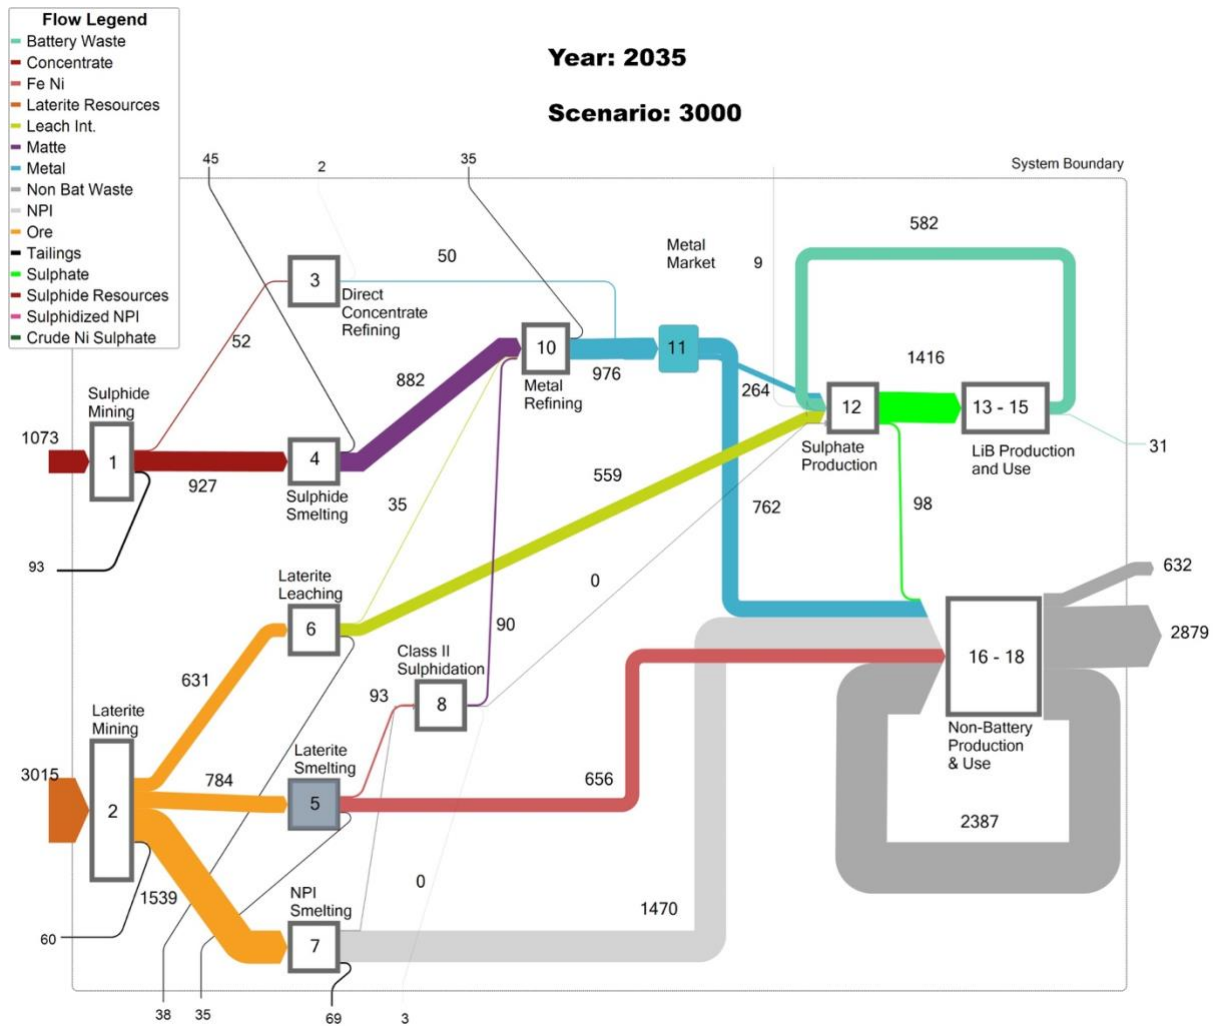 Flow Legend
Battery Waste
Concentrate
Fe Ni
Laterite Resources
Leach Int.
Matte
Metal
Non Bat Waste
NPI
Ore
Tailings
Sulphate
Sulphide Resources
Sulphidized NPI
Crude Ni Sulphate
Year: 2035
Scenario: 3000
45
2
35
System Boundary
582
50
Metal
Market
9
3
Direct
Concentrate
Refining
52
10
Metal
Refining
976
11
882
264
1416
12
Sulphate
Production
13 - 15
LiB Production
and Use
31
Sulphide
Mining
1073
1
927
4
Sulphide
Smelting
93
35
559
762
98
0
632
2879
Laterite
Leaching
6
90
Class II
Sulphidation
8
93
631
16 - 18
Non-Battery
Production
& Use
Laterite
Mining
3015
2
784
Laterite
Smelting
5
656
2387
1539
0
1470
60
NPI
Smelting
7
38
35
69
3